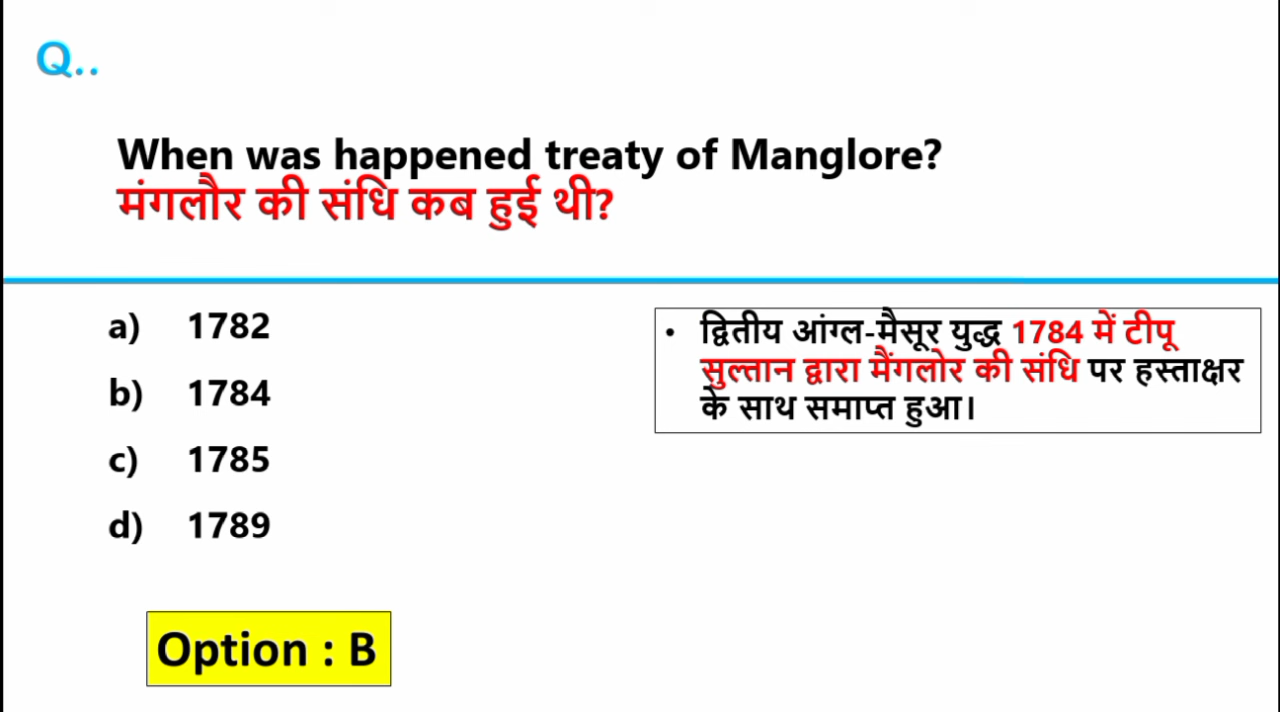 Q..
When was happened treaty of Manglore?
मंगलौर की संधि कब हुई थी?
a) 1782
b) 1784
c) 1785
d) 1789
• द्वितीय आंग्ल-मैसूर युद्ध 1784 में टीपू
सुल्तान द्वारा मैंगलोर की संधि पर हस्ताक्षर
के साथ समाप्त हुआ।
Option : B